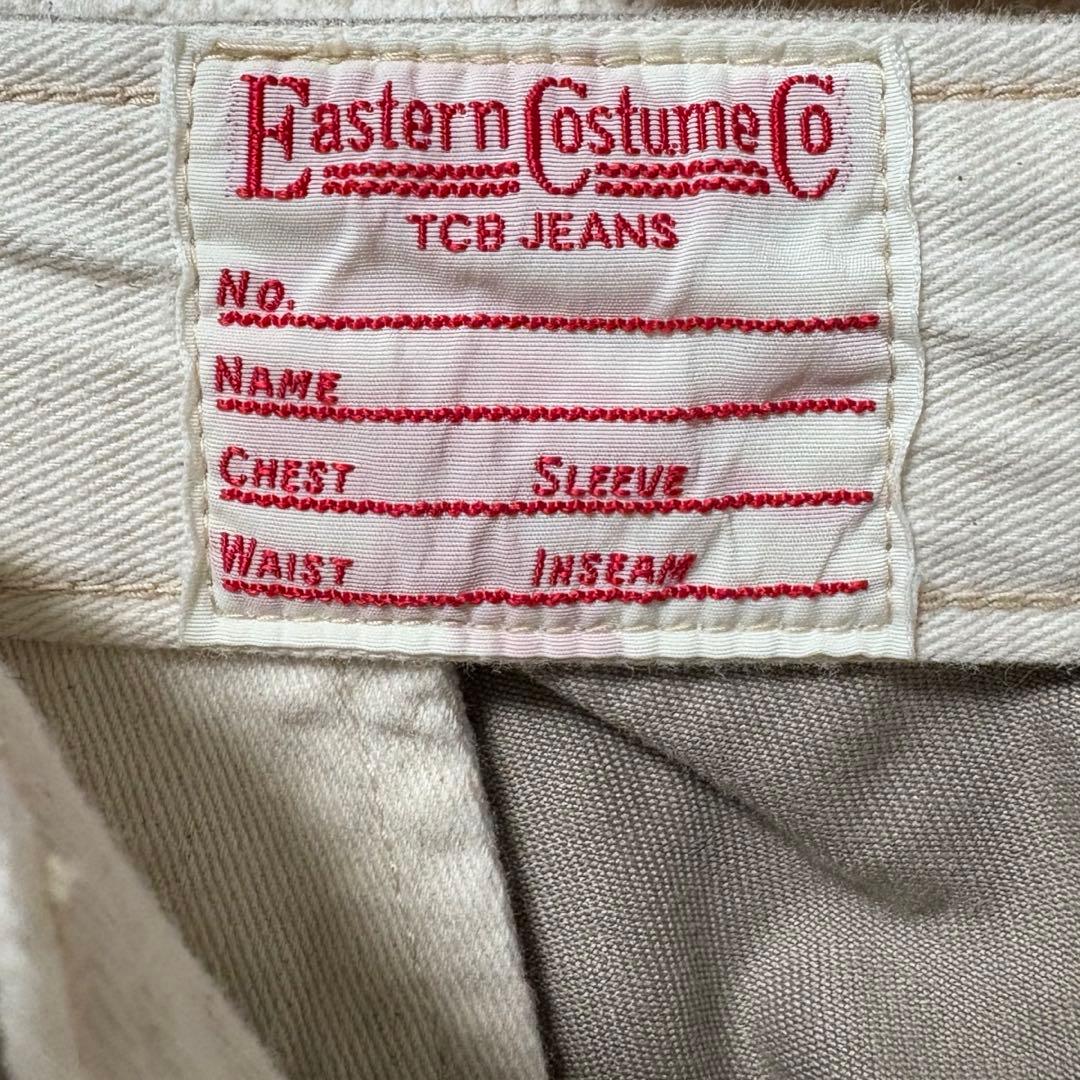 Eastern Costume Co
TCB JEANS
No.
NAME
CHEST SLEEVE
WAIST INSEAM